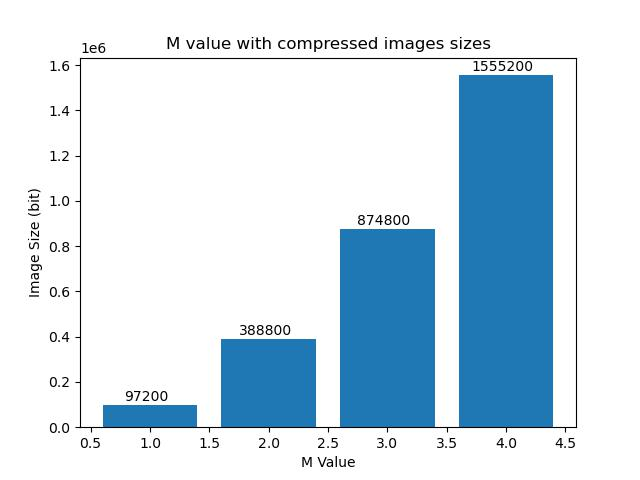 M value with compressed images sizes
1e6
1.6
1.4
1.2
1.0
0.8
0.6
0.4
0.2
0.0
Image Size (bit)
97200
388800
874800
1555200
0.5 1.0 1.5 2.0 2.5 3.0 3.5 4.0 4.5
M Value